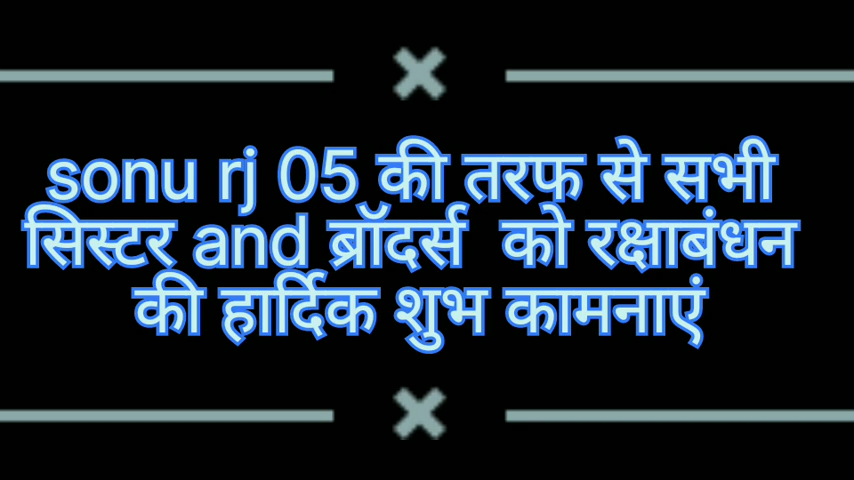 sonu rj 05 की तरफ से सभी
सिस्टर and ब्रॉदर्स को रक्षाबंधन
की हार्दिक शुभ कामनाएं